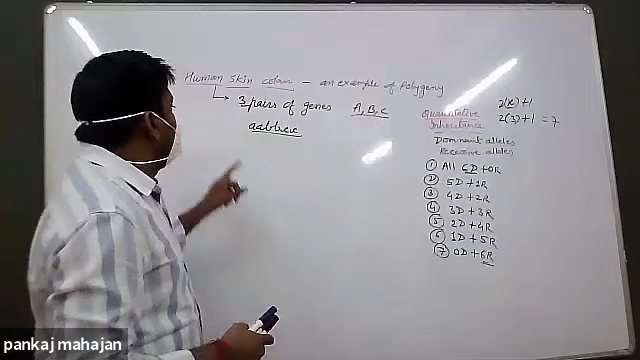 Human skin colour - an example of Polygeny
3 pairs of genes A, B, C
aabbcc
2(n)+1
2(3)+1 = 7
Quantitative
Inheritance
Dominant alleles
Recessive alleles
① All 6D + 0R
② 5D + 1R
③ 4D + 2R
④ 3D + 3R
⑤ 2D + 4R
⑥ 1D + 5R
⑦ 0D + 6R
pankaj mahajan